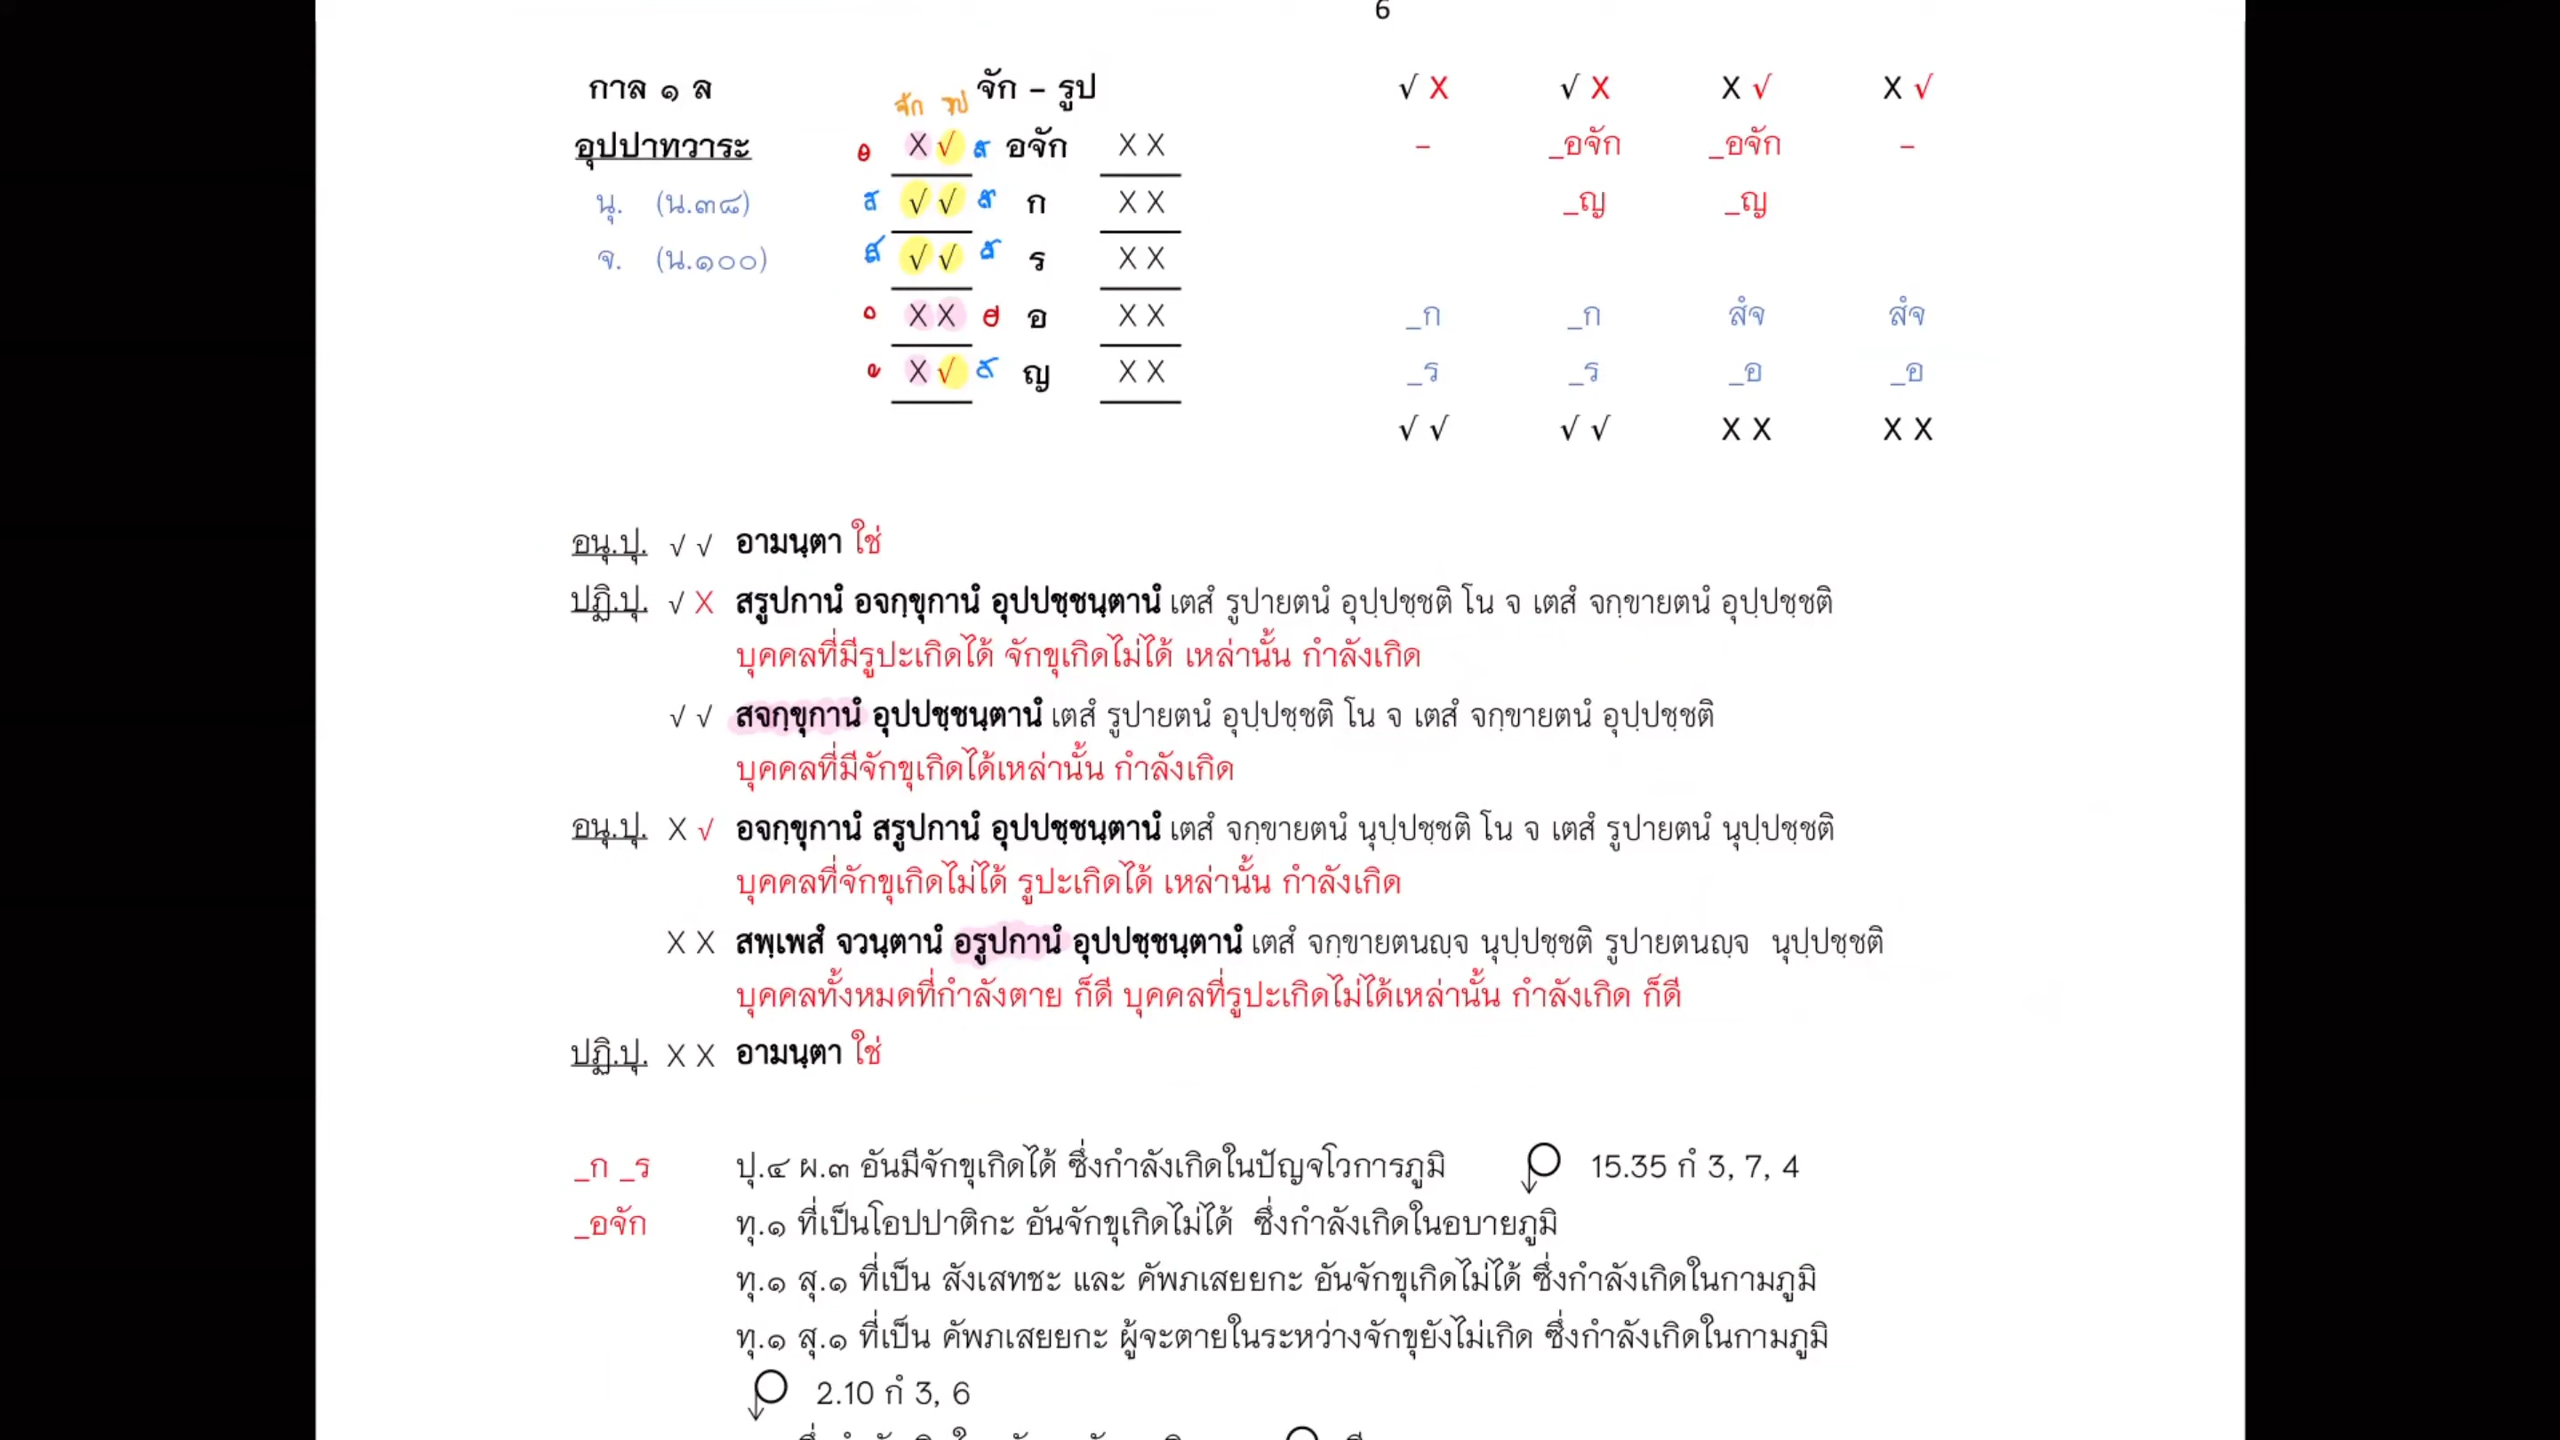 6
กาล ๑ ล จัก – รูป √ X √ X X √ X √
จัก รูป
อุปปาทวาระ X √ ส อจัก X X – _อจัก _อจัก –
นุ. (น.๓๘) ส √ √ ส ก X X _ญ _ญ
จ. (น.๑๐๐) ส √ √ ส ร X X
X X อ X X _ก _ก สํจ สํจ
X √ ส ญ X X _ร _ร _อ _อ
√ √ √ √ X X X X
อนุ.ปุ. √ √ อามนฺตา ใช่
ปฏิ.ปุ. √ X สรูปกานํ อจกฺขุกานํ อุปปชฺชนฺตานํ เตสํ รูปายตนํ อุปฺปชฺชติ โน จ เตสํ จกฺขายตนํ อุปฺปชฺชติ
บุคคลที่มีรูปะเกิดได้ จักขุเกิดไม่ได้ เหล่านั้น กำลังเกิด
√ √ สจกฺขุกานํ อุปปชฺชนฺตานํ เตสํ รูปายตนํ อุปฺปชฺชติ โน จ เตสํ จกฺขายตนํ อุปฺปชฺชติ
บุคคลที่มีจักขุเกิดได้เหล่านั้น กำลังเกิด
อนุ.ปุ. X √ อจกฺขุกานํ สรูปกานํ อุปปชฺชนฺตานํ เตสํ จกฺขายตนํ นุปฺปชฺชติ โน จ เตสํ รูปายตนํ นุปฺปชฺชติ
บุคคลที่จักขุเกิดไม่ได้ รูปะเกิดได้ เหล่านั้น กำลังเกิด
X X สพฺเพสํ จวนฺตานํ อรูปกานํ อุปปชฺชนฺตานํ เตสํ จกฺขายตนญฺจ นุปฺปชฺชติ รูปายตนญฺจ นุปฺปชฺชติ
บุคคลทั้งหมดที่กำลังตาย ก็ดี บุคคลที่รูปะเกิดไม่ได้เหล่านั้น กำลังเกิด ก็ดี
ปฏิ.ปุ. X X อามนฺตา ใช่
_ก _ร ปุ.๔ ผ.๓ อันมีจักขุเกิดได้ ซึ่งกำลังเกิดในปัญจโวการภูมิ 15.35 กํ 3, 7, 4
_อจัก ทุ.๑ ที่เป็นโอปปาติกะ อันจักขุเกิดไม่ได้ ซึ่งกำลังเกิดในอบายภูมิ
ทุ.๑ สุ.๑ ที่เป็น สังเสทชะ และ คัพภเสยยกะ อันจักขุเกิดไม่ได้ ซึ่งกำลังเกิดในกามภูมิ
ทุ.๑ สุ.๑ ที่เป็น คัพภเสยยกะ ผู้จะตายในระหว่างจักขุยังไม่เกิด ซึ่งกำลังเกิดในกามภูมิ
2.10 กํ 3, 6